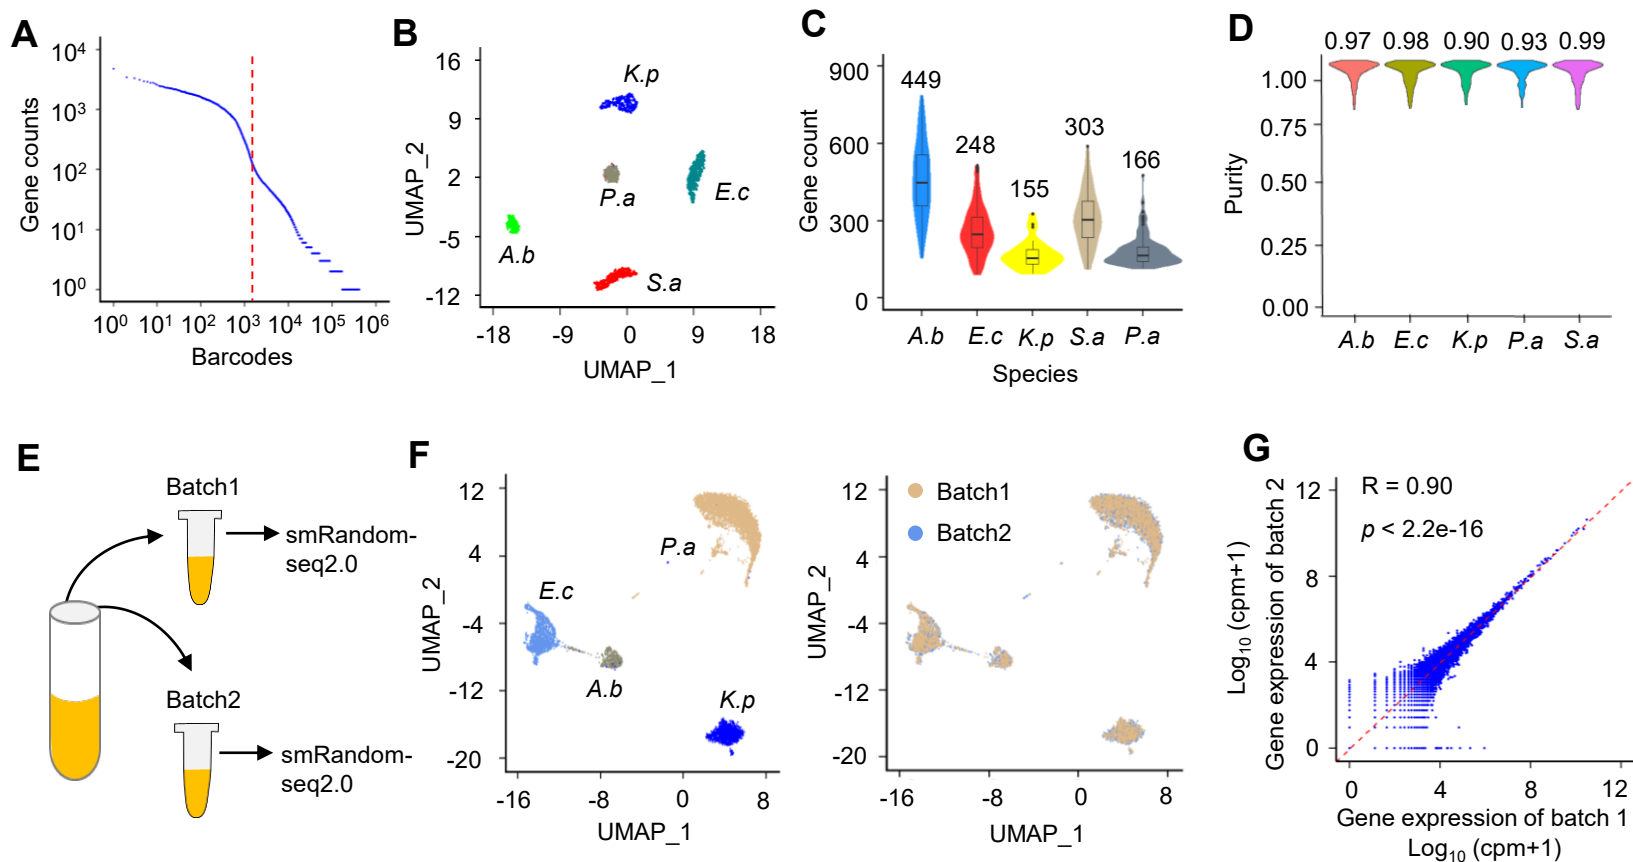 A
Gene counts
10⁴
10³
10²
10¹
10⁰
10⁰ 10¹ 10² 10³ 10⁴ 10⁵ 10⁶
Barcodes
B
UMAP_2
16
9
2
-5
-12
K.p
P.a
E.c
A.b
S.a
-18 -9 0 9 18
UMAP_1
C
Gene count
900
600
300
0
449
248
155
303
166
A.b E.c K.p S.a P.a
Species
D
0.97 0.98 0.90 0.93 0.99
Purity
1.00
0.75
0.50
0.25
0.00
A.b E.c K.p P.a S.a
E
Batch1
smRandom-
seq2.0
Batch2
smRandom-
seq2.0
F
UMAP_2
12
4
-4
-12
-20
P.a
E.c
A.b
K.p
-16 -8 0 8
UMAP_1
Batch1
Batch2
UMAP_2
12
4
-4
-12
-20
-16 -8 0 8
UMAP_1
G
R = 0.90
p < 2.2e-16
Log₁₀ (cpm+1)
Gene expression of batch 2
12
8
4
0
0 4 8 12
Gene expression of batch 1
Log₁₀ (cpm+1)